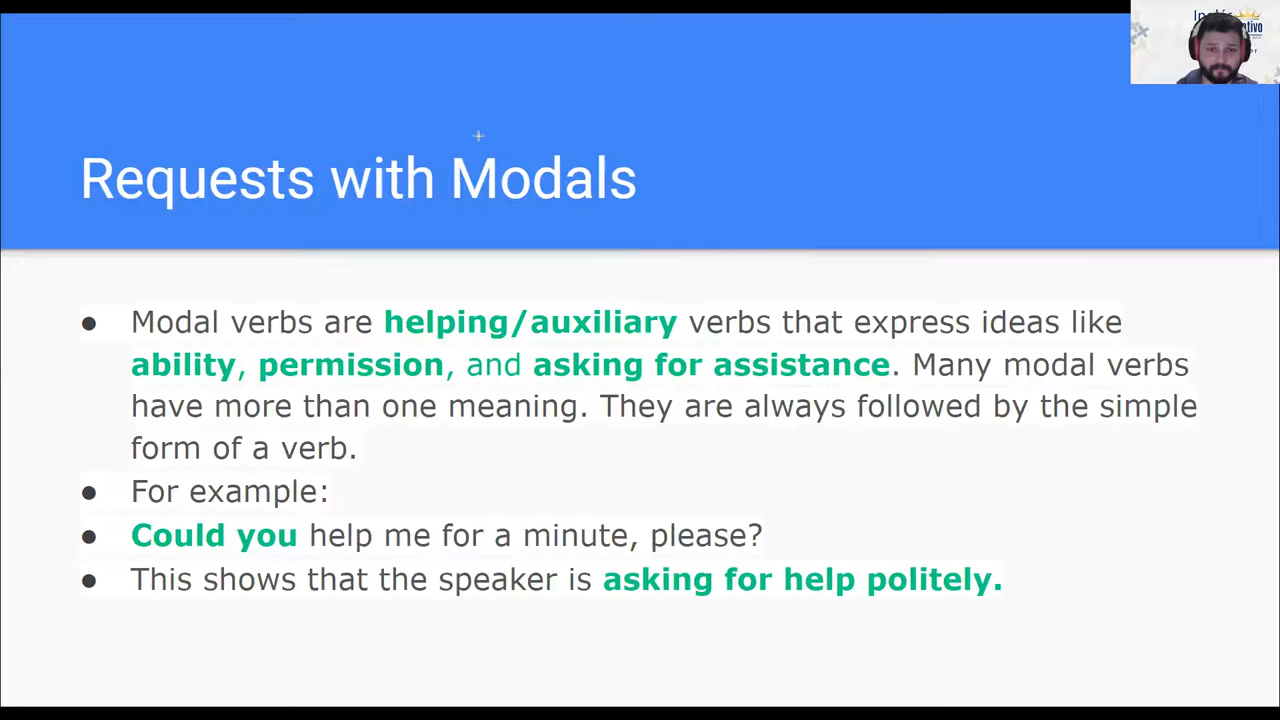 Requests with Modals
● Modal verbs are helping/auxiliary verbs that express ideas like
ability, permission, and asking for assistance. Many modal verbs
have more than one meaning. They are always followed by the simple
form of a verb.
● For example:
● Could you help me for a minute, please?
● This shows that the speaker is asking for help politely.